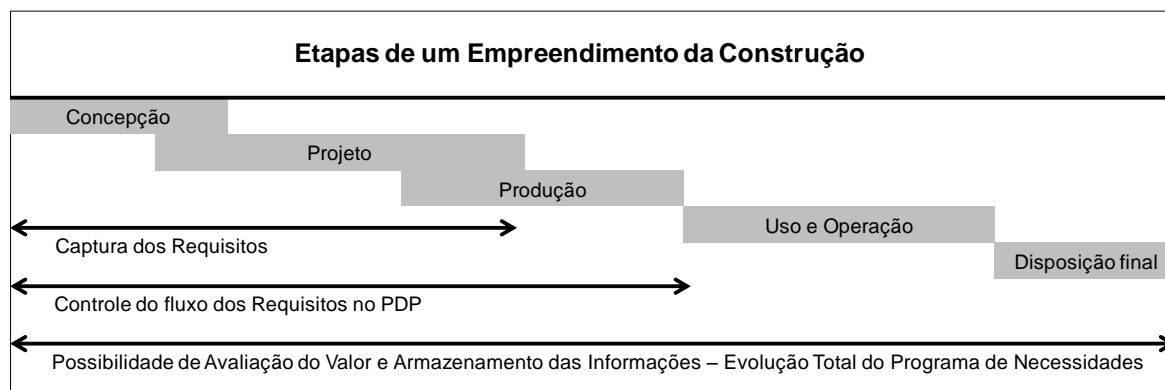 Etapas de um Empreendimento da Construção
Concepção
Projeto
Produção
Uso e Operação
Captura dos Requisitos
Disposição final
Controle do fluxo dos Requisitos no PDP
Possibilidade de Avaliação do Valor e Armazenamento das Informações – Evolução Total do Programa de Necessidades